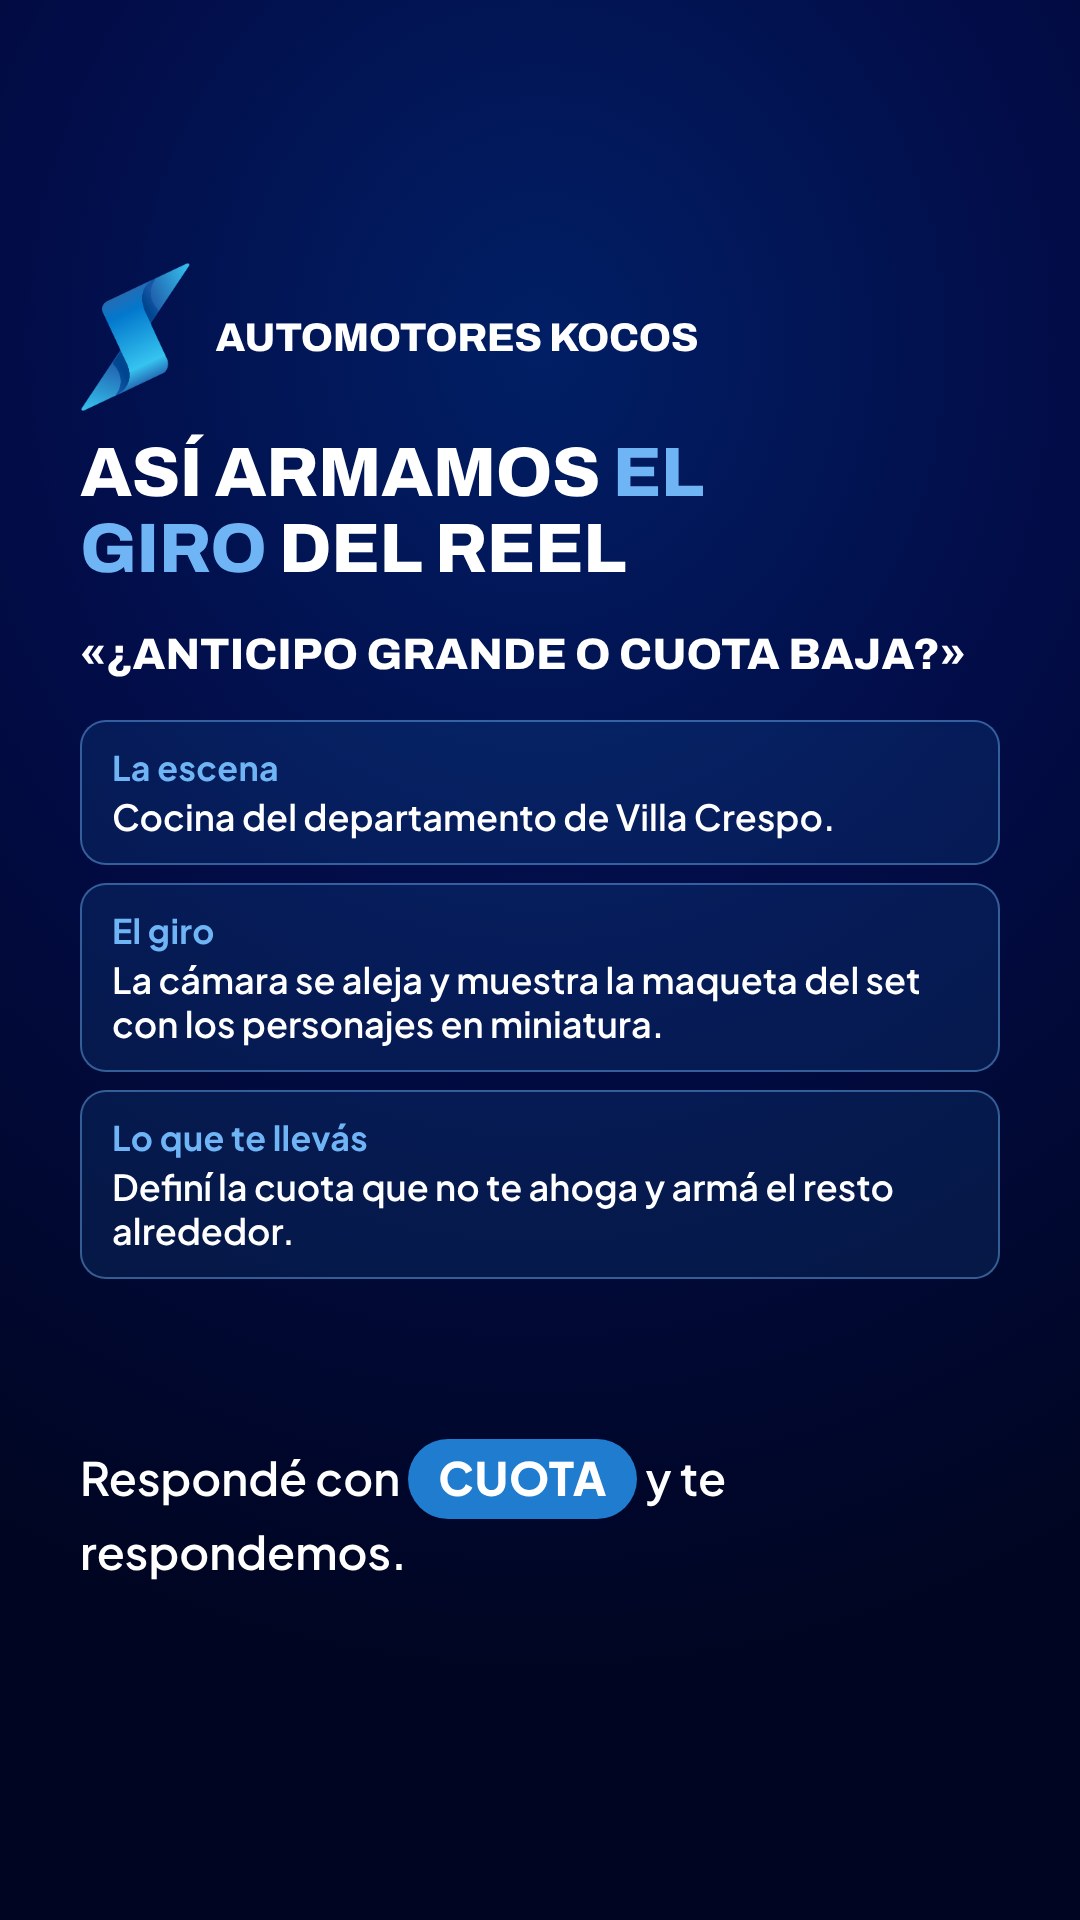 AUTOMOTORES KOCOS
ASÍ ARMAMOS EL
GIRO DEL REEL
«¿ANTICIPO GRANDE O CUOTA BAJA?»
La escena
Cocina del departamento de Villa Crespo.
El giro
La cámara se aleja y muestra la maqueta del set
con los personajes en miniatura.
Lo que te llevás
Definí la cuota que no te ahoga y armá el resto
alrededor.
Respondé con CUOTA y te
respondemos.